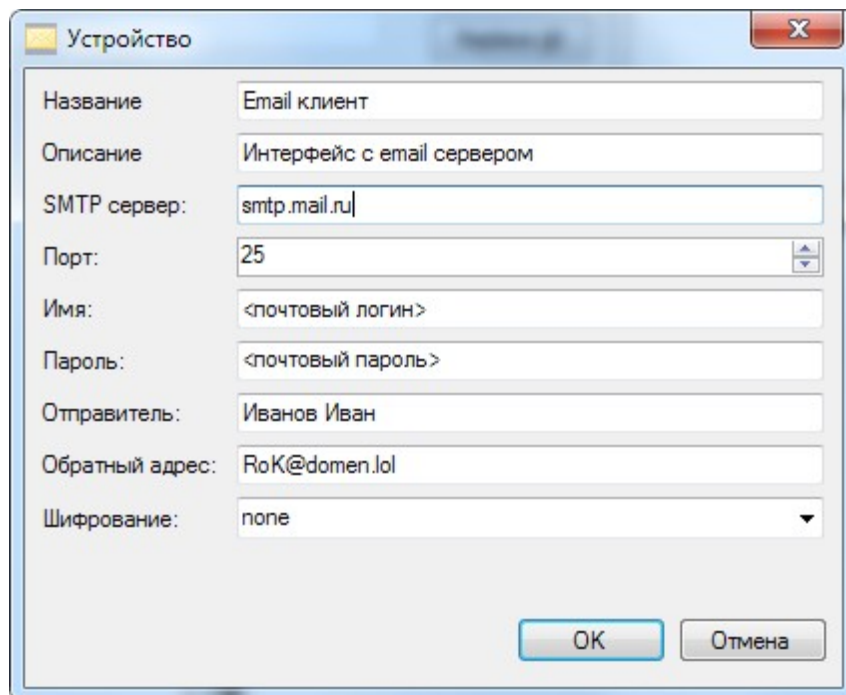 Устройство
Название Email клиент
Описание Интерфейс с email сервером
SMTP сервер: smtp.mail.ru
Порт: 25
Имя: <почтовый логин>
Пароль: <почтовый пароль>
Отправитель: Иванов Иван
Обратный адрес: RoK@domen.lol
Шифрование: none
OK Отмена